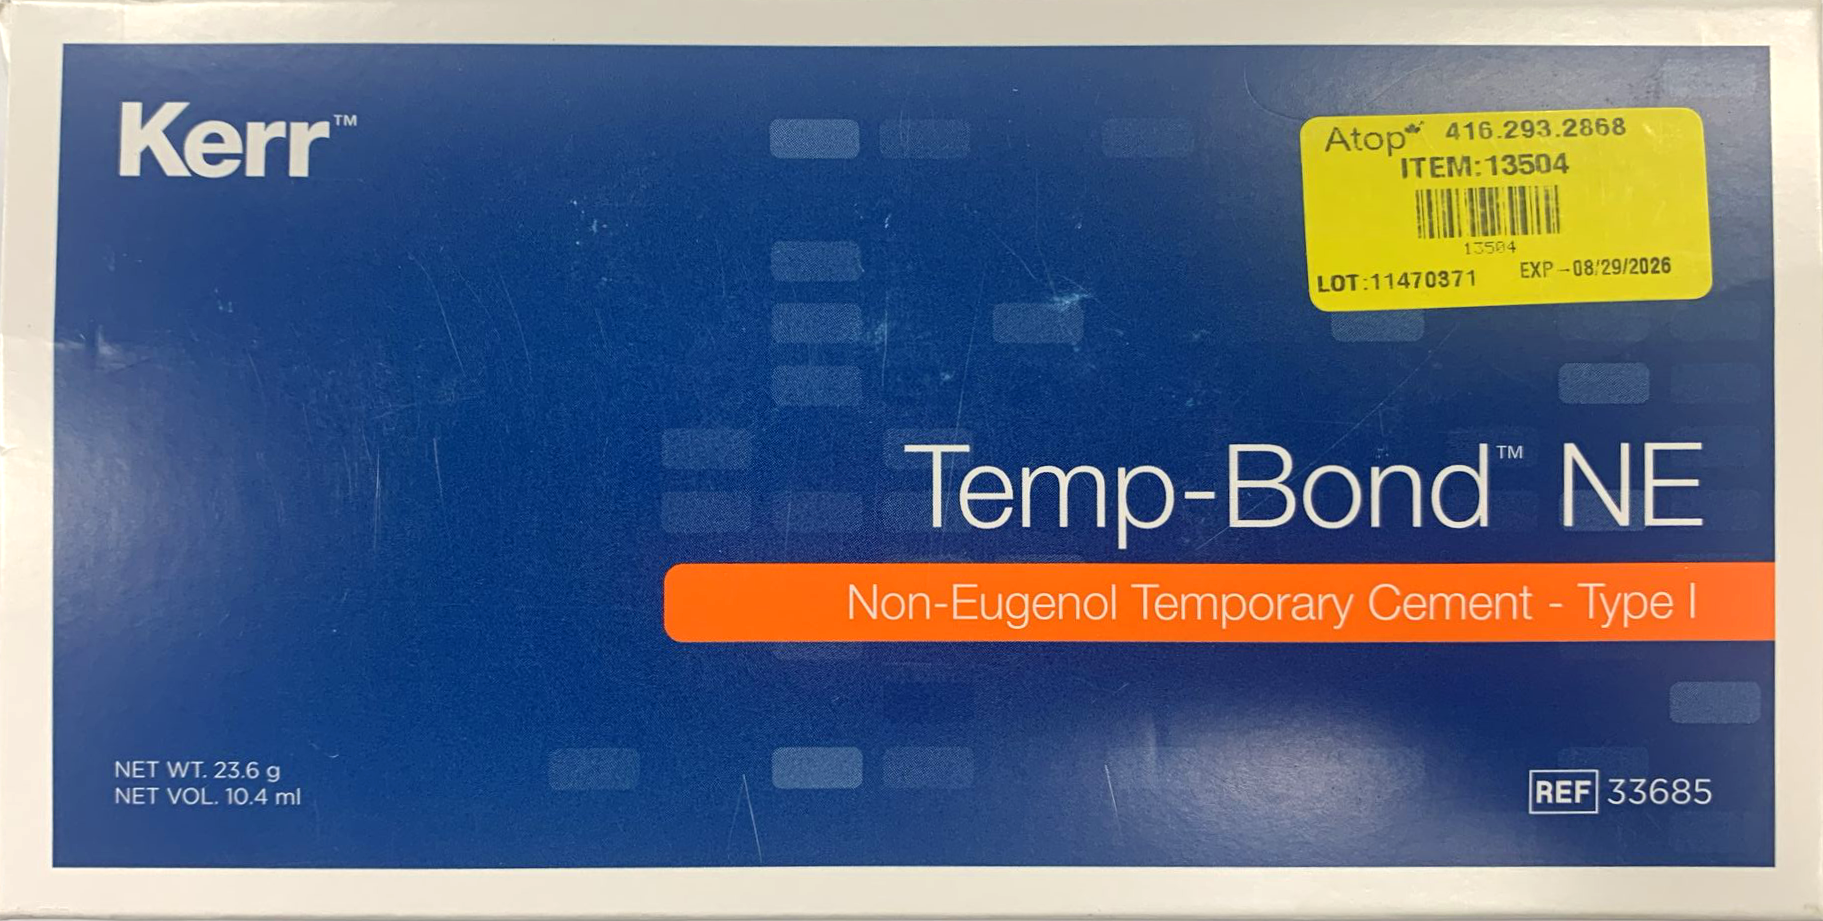 Kerr™
Atop 416.293.2868
ITEM:13504
13504
LOT:11470371 EXP-08/29/2026
Temp-Bond™ NE
Non-Eugenol Temporary Cement - Type I
NET WT. 23.6 g
NET VOL. 10.4 ml
REF 33685